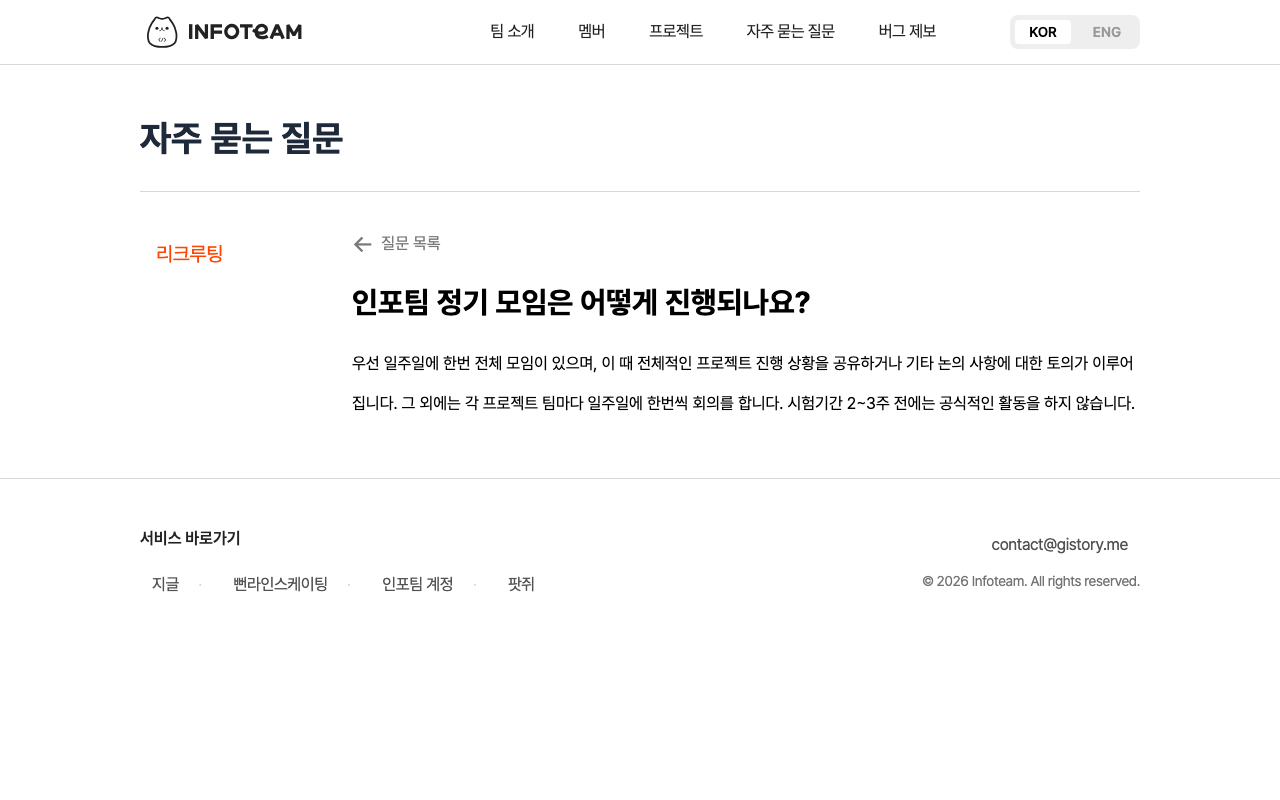 INFOTEAM
팀 소개
멤버
프로젝트
자주 묻는 질문
버그 제보
KOR
ENG
자주 묻는 질문
리크루팅
질문 목록
인포팀 정기 모임은 어떻게 진행되나요?
우선 일주일에 한번 전체 모임이 있으며, 이 때 전체적인 프로젝트 진행 상황을 공유하거나 기타 논의 사항에 대한 토의가 이루어
집니다. 그 외에는 각 프로젝트 팀마다 일주일에 한번씩 회의를 합니다. 시험기간 2~3주 전에는 공식적인 활동을 하지 않습니다.
서비스 바로가기
지글 · 뻔라인스케이팅 · 인포팀 계정 · 팟쥐
contact@gistory.me
© 2026 Infoteam. All rights reserved.